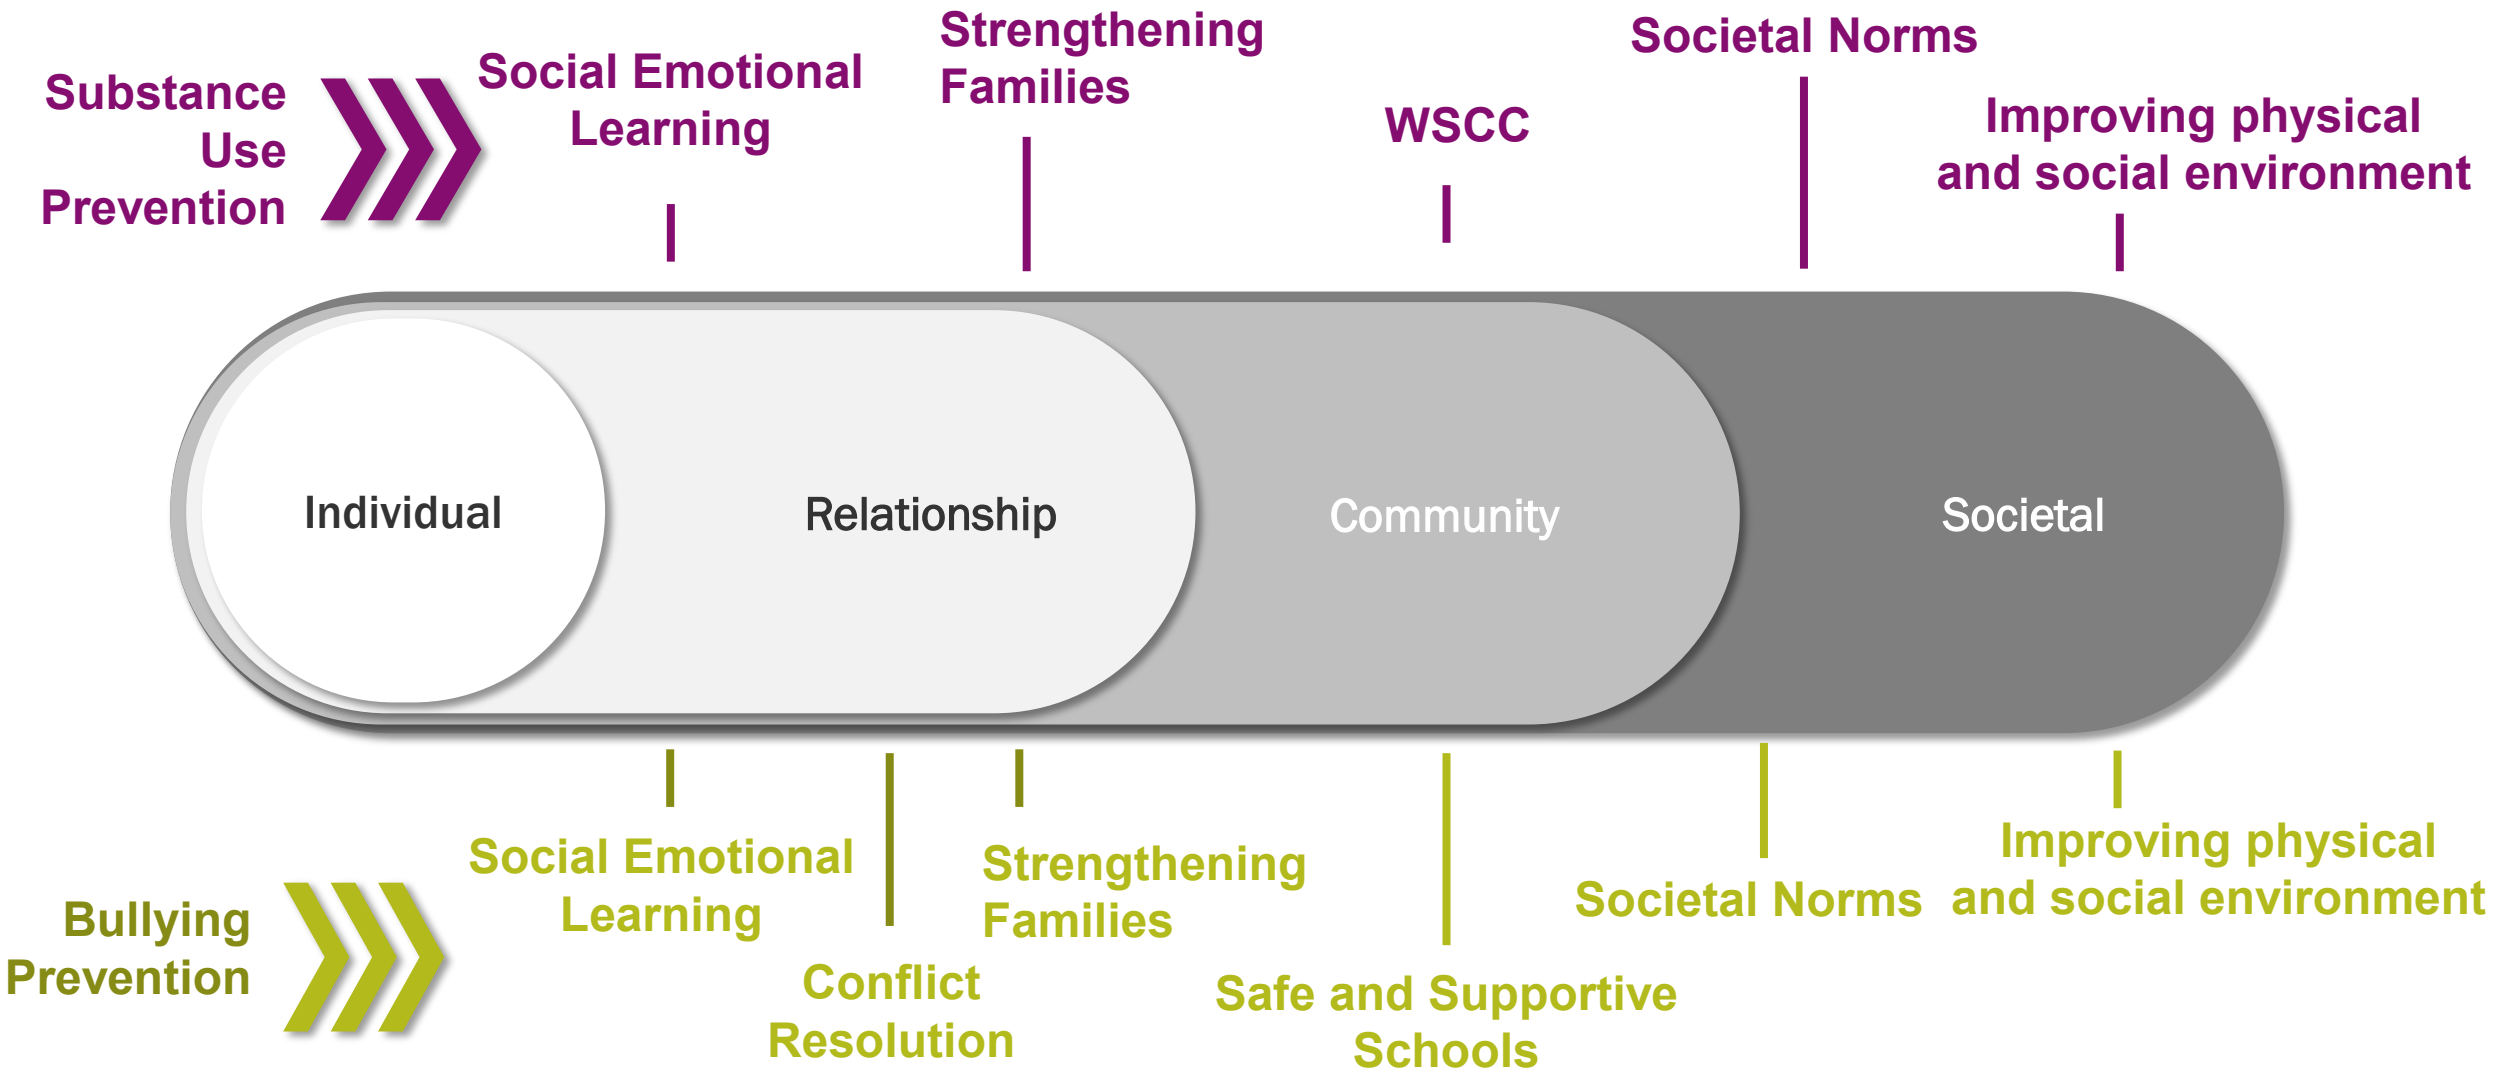 Substance
Use
Prevention
Social Emotional
Learning
Strengthening
Families
WSCC
Societal Norms
Improving physical
and social environment
Individual
Relationship
Community
Societal
Bullying
Prevention
Social Emotional
Learning
Conflict
Resolution
Strengthening
Families
Safe and Supportive
Schools
Societal Norms
Improving physical
and social environment